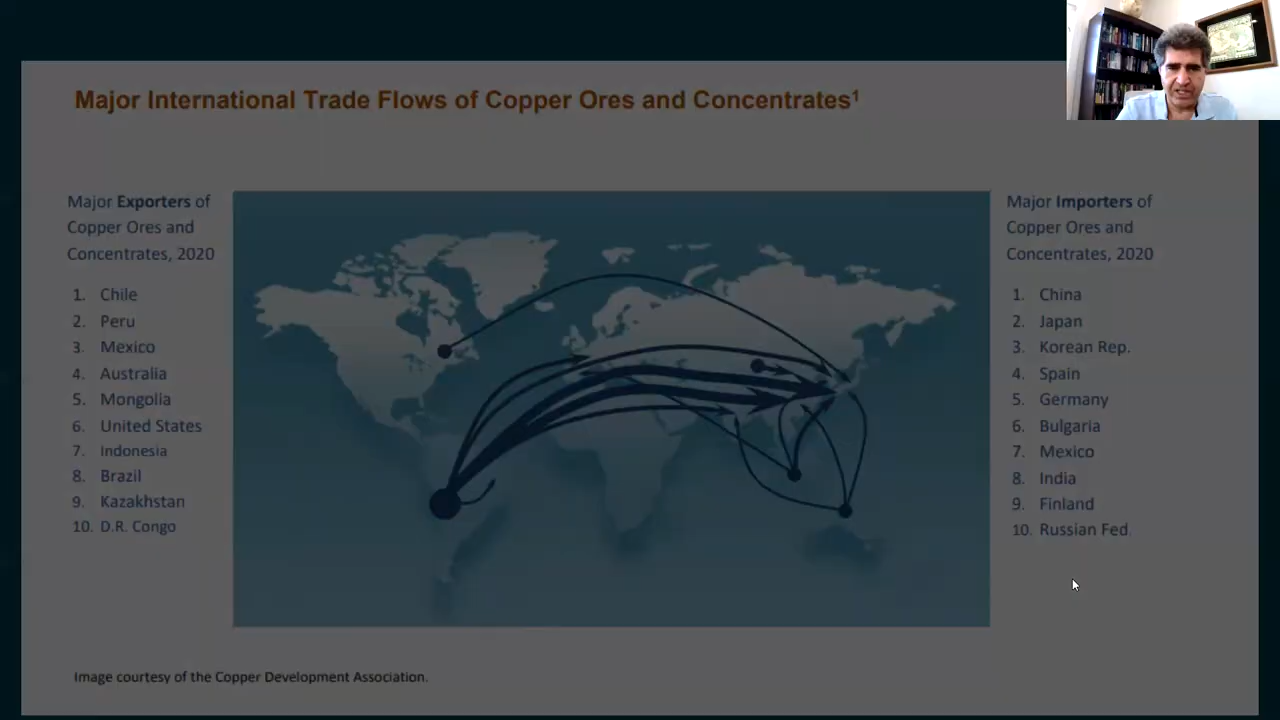 Major International Trade Flows of Copper Ores and Concentrates¹
Major Exporters of
Copper Ores and
Concentrates, 2020
1. Chile
2. Peru
3. Mexico
4. Australia
5. Mongolia
6. United States
7. Indonesia
8. Brazil
9. Kazakhstan
10. D.R. Congo
Major Importers of
Copper Ores and
Concentrates, 2020
1. China
2. Japan
3. Korean Rep.
4. Spain
5. Germany
6. Bulgaria
7. Mexico
8. India
9. Finland
10. Russian Fed.
Image courtesy of the Copper Development Association.